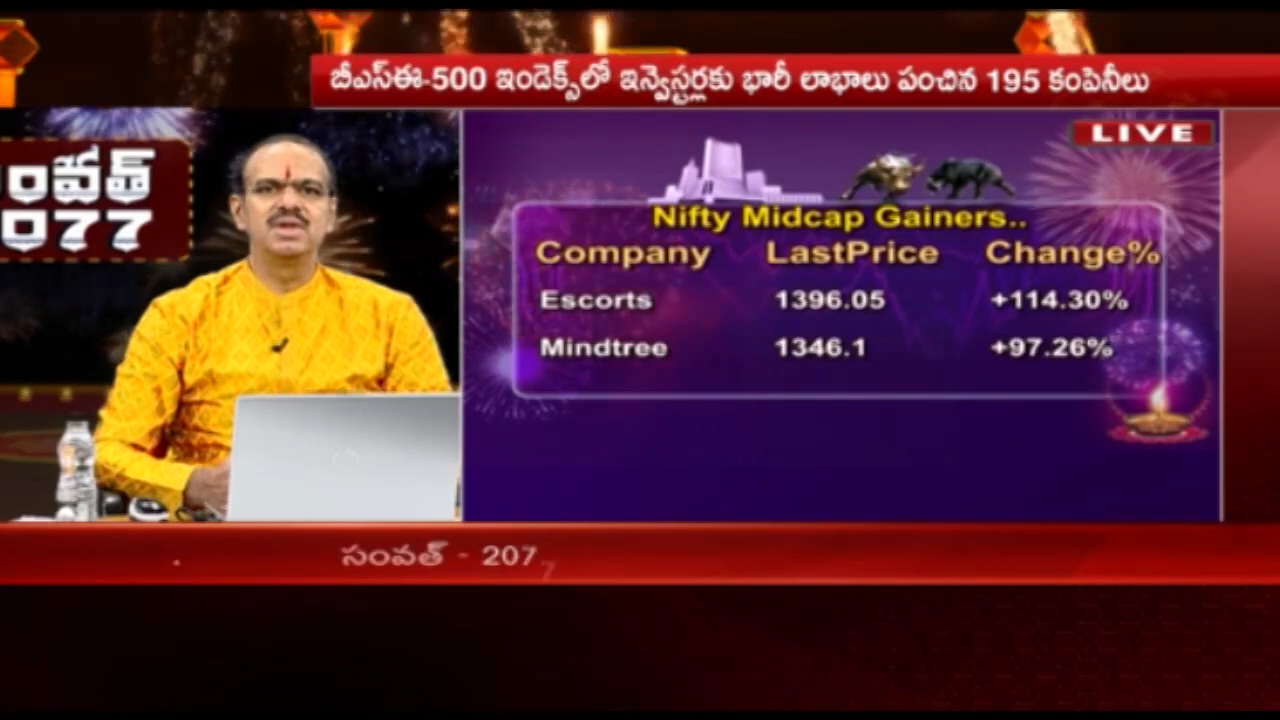 బీఎస్ఈ-500 ఇండెక్స్‌లో ఇన్వెస్టర్లకు భారీ లాభాలు పంచిన 195 కంపెనీలు
LIVE
సంవత్
2077
Nifty Midcap Gainers..
Company LastPrice Change%
Escorts 1396.05 +114.30%
Mindtree 1346.1 +97.26%
సంవత్ - 2077